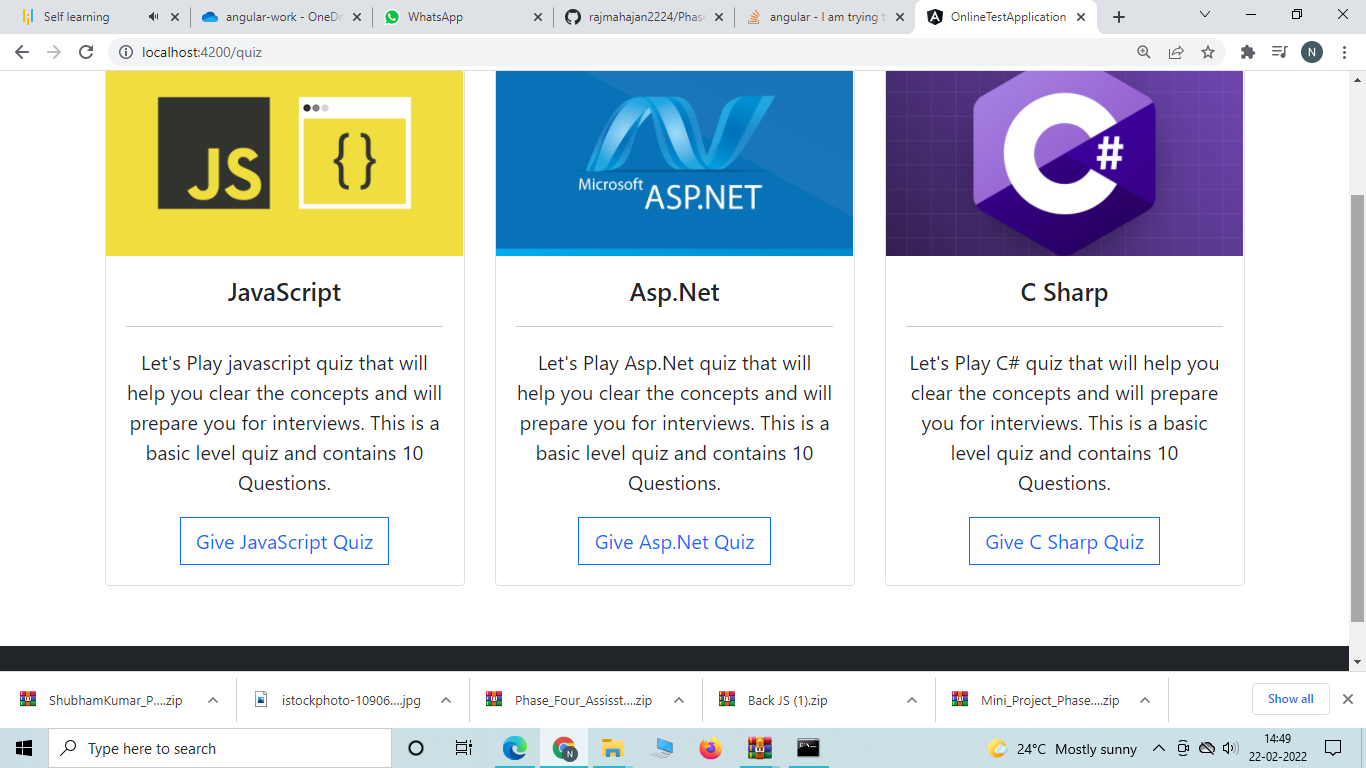 Self learning
angular-work - OneDr
WhatsApp
rajmahajan2224/Phase
angular - I am trying t
OnlineTestApplication
localhost:4200/quiz
N
JS
{}
Microsoft
ASP.NET
C#
JavaScript
Let's Play javascript quiz that will
help you clear the concepts and will
prepare you for interviews. This is a
basic level quiz and contains 10
Questions.
Give JavaScript Quiz
Asp.Net
Let's Play Asp.Net quiz that will
help you clear the concepts and will
prepare you for interviews. This is a
basic level quiz and contains 10
Questions.
Give Asp.Net Quiz
C Sharp
Let's Play C# quiz that will help you
clear the concepts and will prepare
you for interviews. This is a basic
level quiz and contains 10
Questions.
Give C Sharp Quiz
ShubhamKumar_P....zip
istockphoto-10906....jpg
Phase_Four_Assisst....zip
Back JS (1).zip
Mini_Project_Phase....zip
Show all
Type here to search
N
24°C Mostly sunny
14:49
22-02-2022